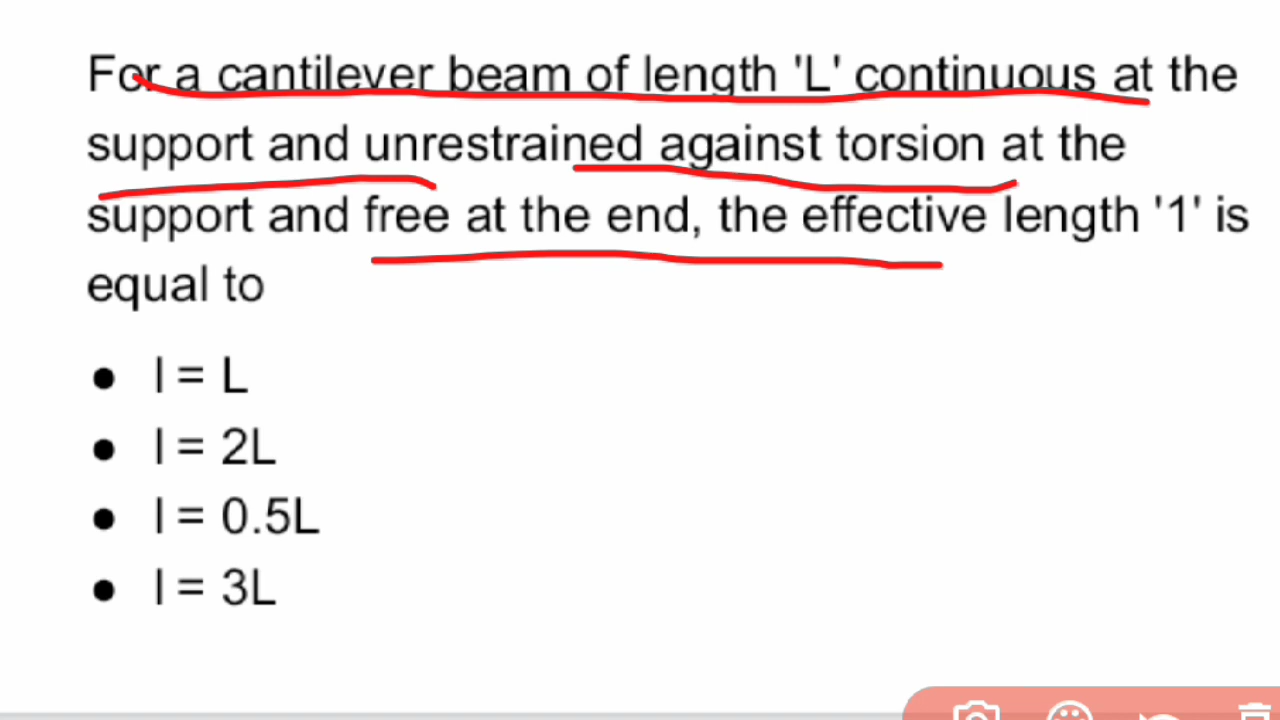 For a cantilever beam of length 'L' continuous at the
support and unrestrained against torsion at the
support and free at the end, the effective length '1' is
equal to
● l = L
● l = 2L
● l = 0.5L
● l = 3L